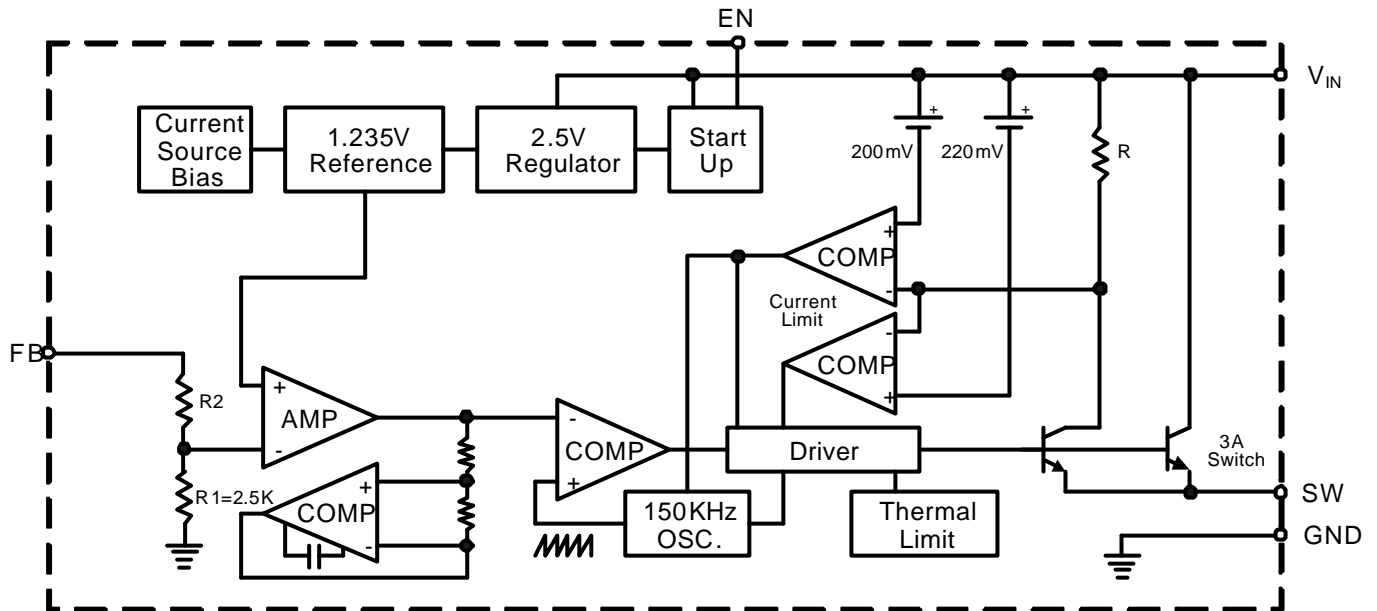 EN
V_IN
Current
Source
Bias
1.235V
Reference
2.5V
Regulator
Start
Up
+
200mV
+
220mV
R
+
COMP
-
Current
Limit
-
COMP
+
FB
R2
+
AMP
-
-
COMP
+
Driver
3A
Switch
R1=2.5K
+
COMP
-
150KHz
OSC.
Thermal
Limit
SW
GND